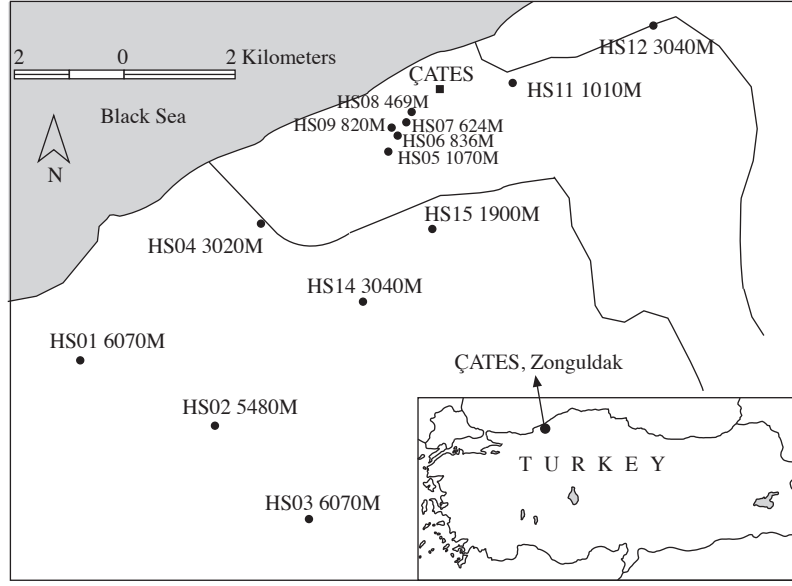 HS12 3040M
2 0 2 Kilometers
ÇATES
HS11 1010M
HS08 469M
Black Sea
HS09 820M
HS07 624M
HS06 836M
HS05 1070M
N
HS15 1900M
HS04 3020M
HS14 3040M
HS01 6070M
ÇATES, Zonguldak
HS02 5480M
T U R K E Y
HS03 6070M